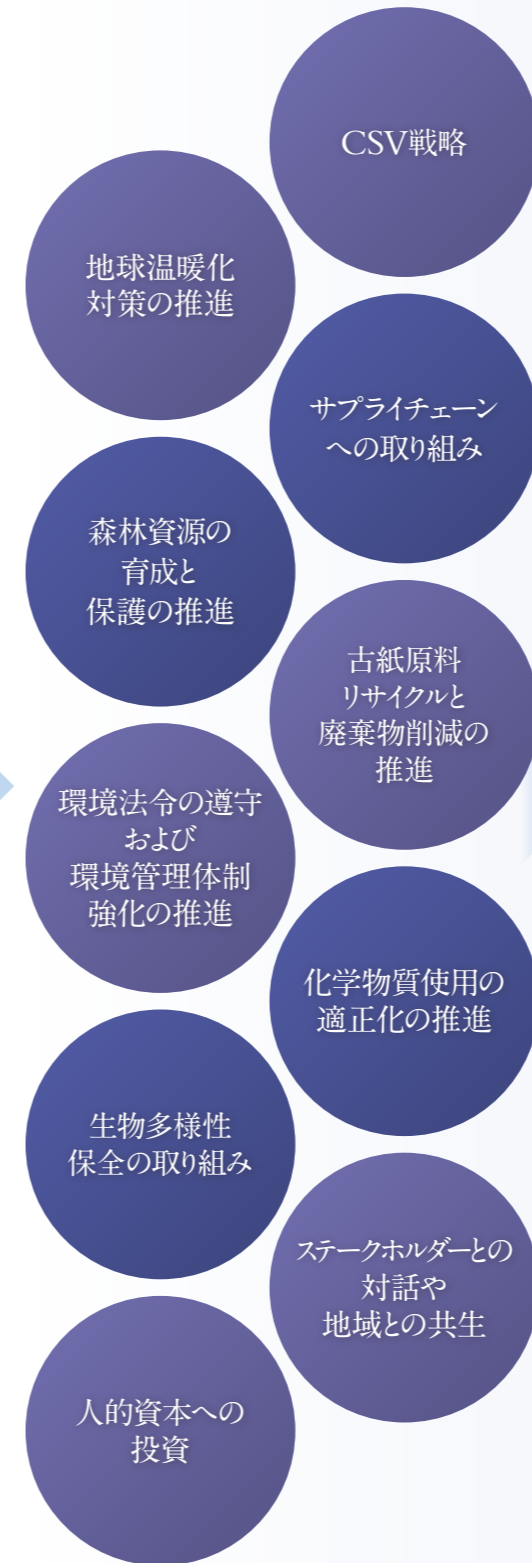 CSV戦略
地球温暖化
対策の推進
サプライチェーン
への取り組み
森林資源の
育成と
保護の推進
古紙原料
リサイクルと
廃棄物削減の
推進
環境法令の遵守
および
環境管理体制
強化の推進
化学物質使用の
適正化の推進
生物多様性
保全の取り組み
ステークホルダーとの
対話や
地域との共生
人的資本への
投資